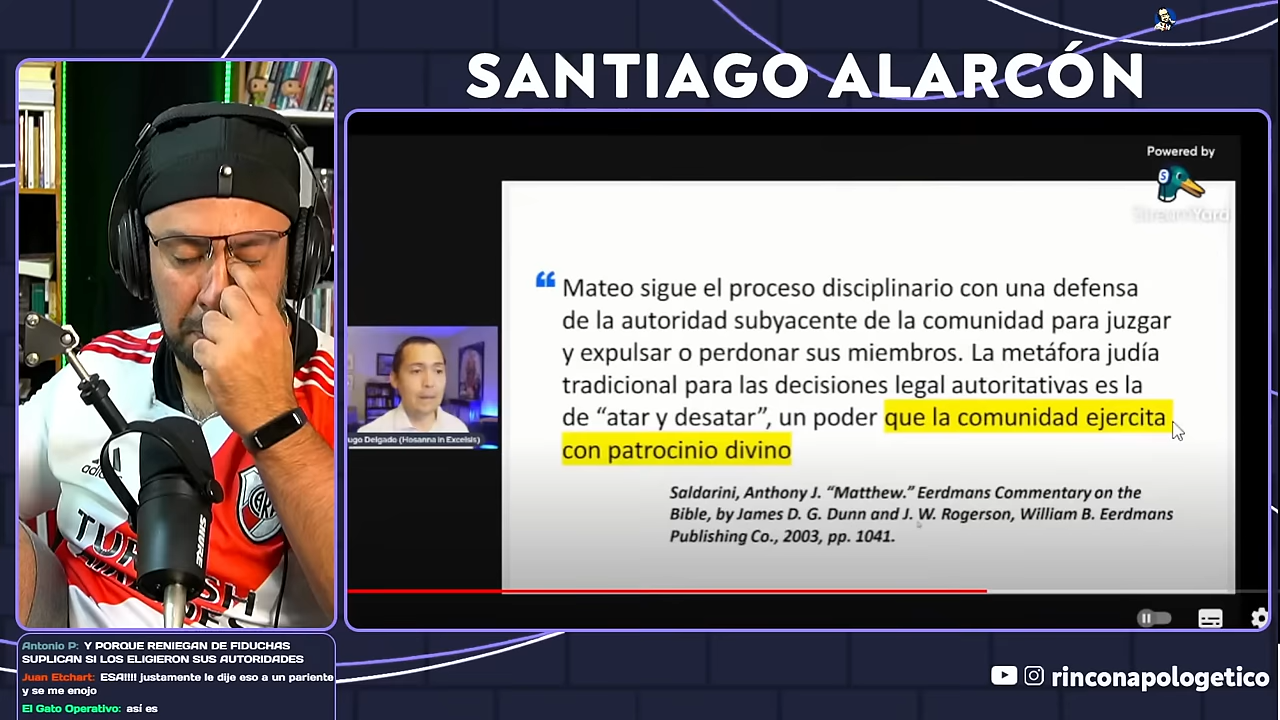 SANTIAGO ALARCÓN
Powered by
StreamYard
“ Mateo sigue el proceso disciplinario con una defensa
de la autoridad subyacente de la comunidad para juzgar
y expulsar o perdonar sus miembros. La metáfora judía
tradicional para las decisiones legal autoritativas es la
de “atar y desatar”, un poder que la comunidad ejercita
con patrocinio divino
Saldarini, Anthony J. “Matthew.” Eerdmans Commentary on the
Bible, by James D. G. Dunn and J. W. Rogerson, William B. Eerdmans
Publishing Co., 2003, pp. 1041.
ugo Delgado (Hosanna in Excelsis)
adidas
SHURE
Antonio P: Y PORQUE RENIEGAN DE FIDUCHAS
SUPLICAN SI LOS ELIGIERON SUS AUTORIDADES
Juan Etchart: ESA!!!! justamente le dije eso a un pariente
y se me enojo
El Gato Operativo: así es
rinconapologetico